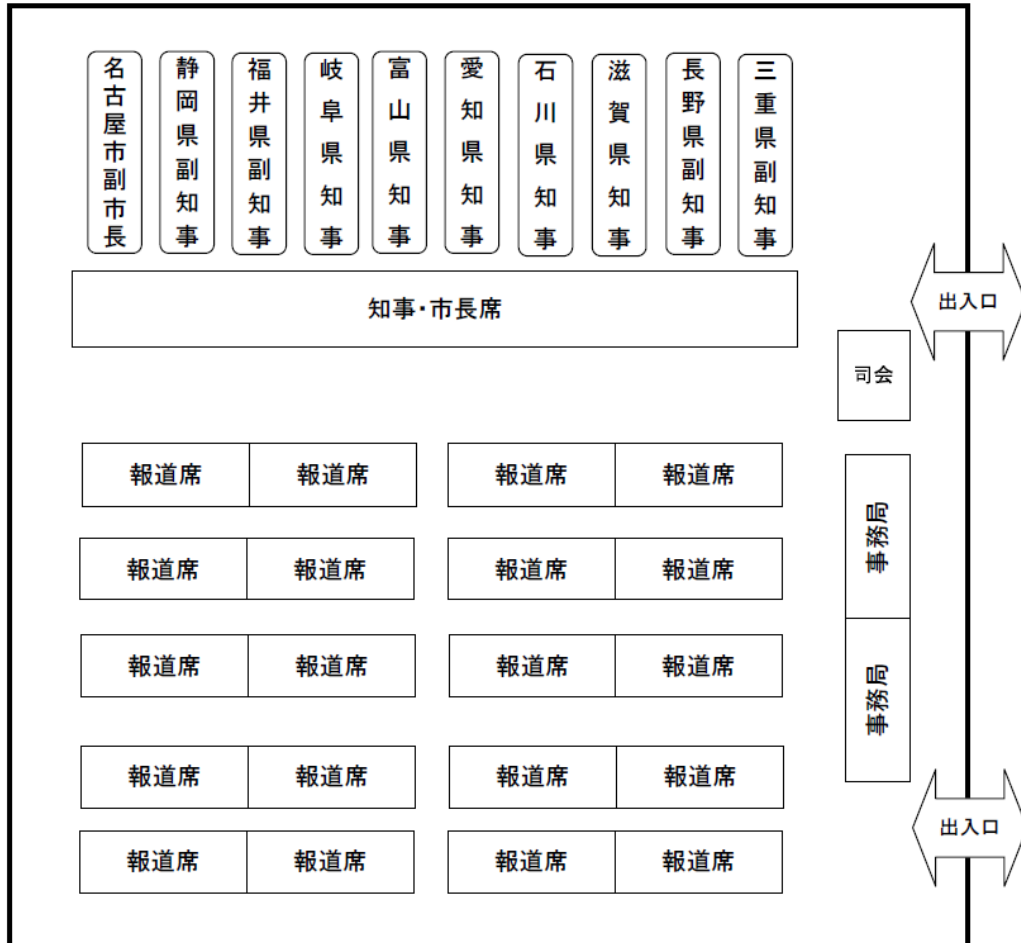 名古屋市副市長
静岡県副知事
福井県副知事
岐阜県知事
富山県知事
愛知県知事
石川県知事
滋賀県知事
長野県副知事
三重県副知事
知事・市長席
出入口
司会
報道席 報道席 報道席 報道席
事務局
報道席 報道席 報道席 報道席
報道席 報道席 報道席 報道席
事務局
報道席 報道席 報道席 報道席
出入口
報道席 報道席 報道席 報道席